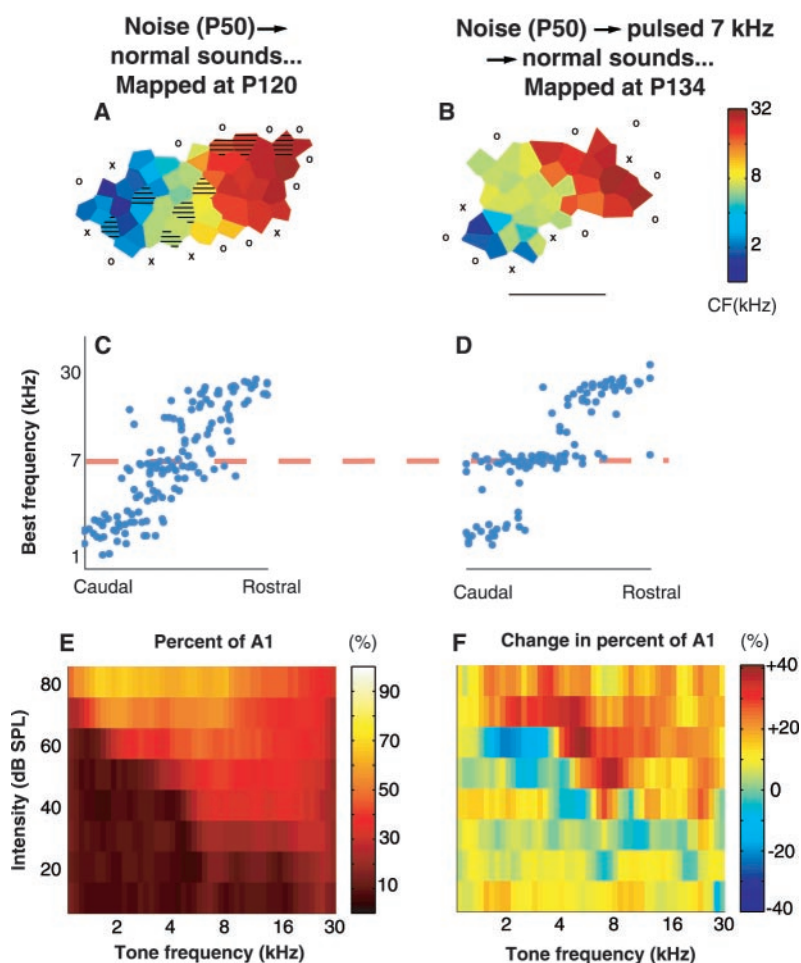 Noise (P50) → normal sounds...
Mapped at P120
Noise (P50) → pulsed 7 kHz
→ normal sounds...
Mapped at P134
A
o
o
o
x
o
x
o
x
o
x
o
o
x
o
B
o
o
x
o
o
x
o
x
o
x
o
32
8
2
CF(kHz)
C
D
Best frequency (kHz)
30
7
1
Caudal
Rostral
Caudal
Rostral
E
Percent of A1
(%)
F
Change in percent of A1
(%)
Intensity (dB SPL)
80
60
40
20
90
70
50
30
10
+40
+20
0
-20
-40
2
4
8
16
30
Tone frequency (kHz)
2
4
8
16
30
Tone frequency (kHz)